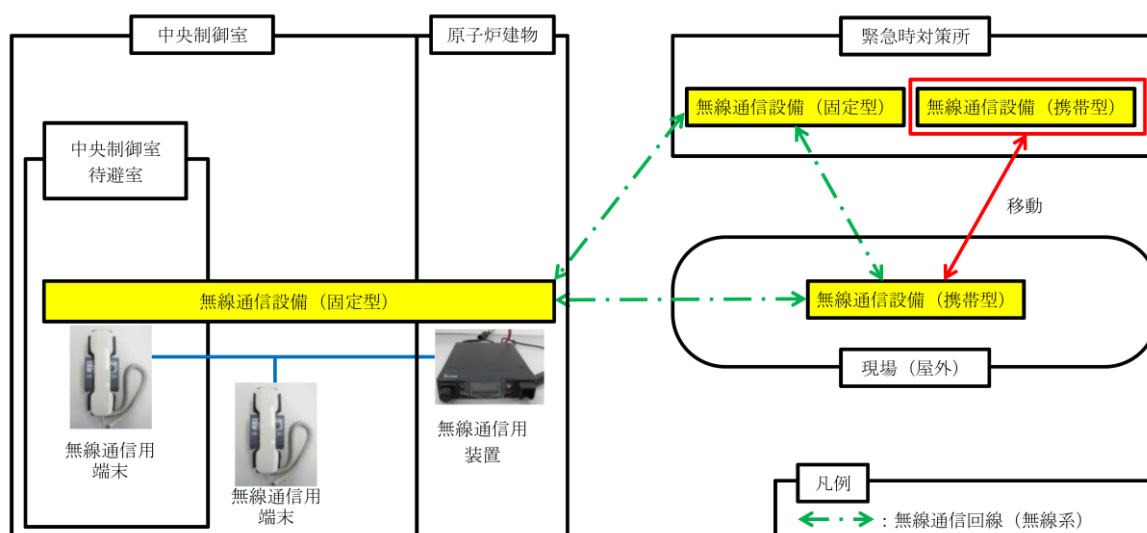 中央制御室
原子炉建物
緊急時対策所
無線通信設備（固定型）
無線通信設備（携帯型）
中央制御室
待避室
移動
無線通信設備（固定型）
無線通信設備（携帯型）
現場（屋外）
無線通信用
端末
無線通信用
端末
無線通信用
装置
凡例
：無線通信回線（無線系）